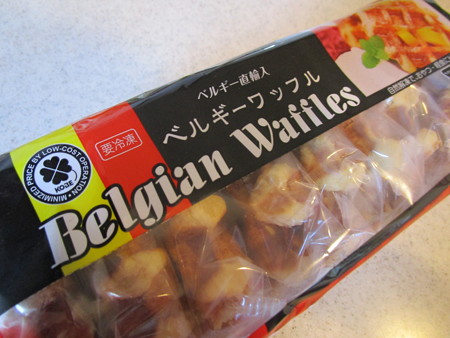 ベルギー直輸入
ベルギーワッフル
要冷凍
Belgian Waffles
MINIMIZED PRICE BY LOW-COST OPERATION
KOBE